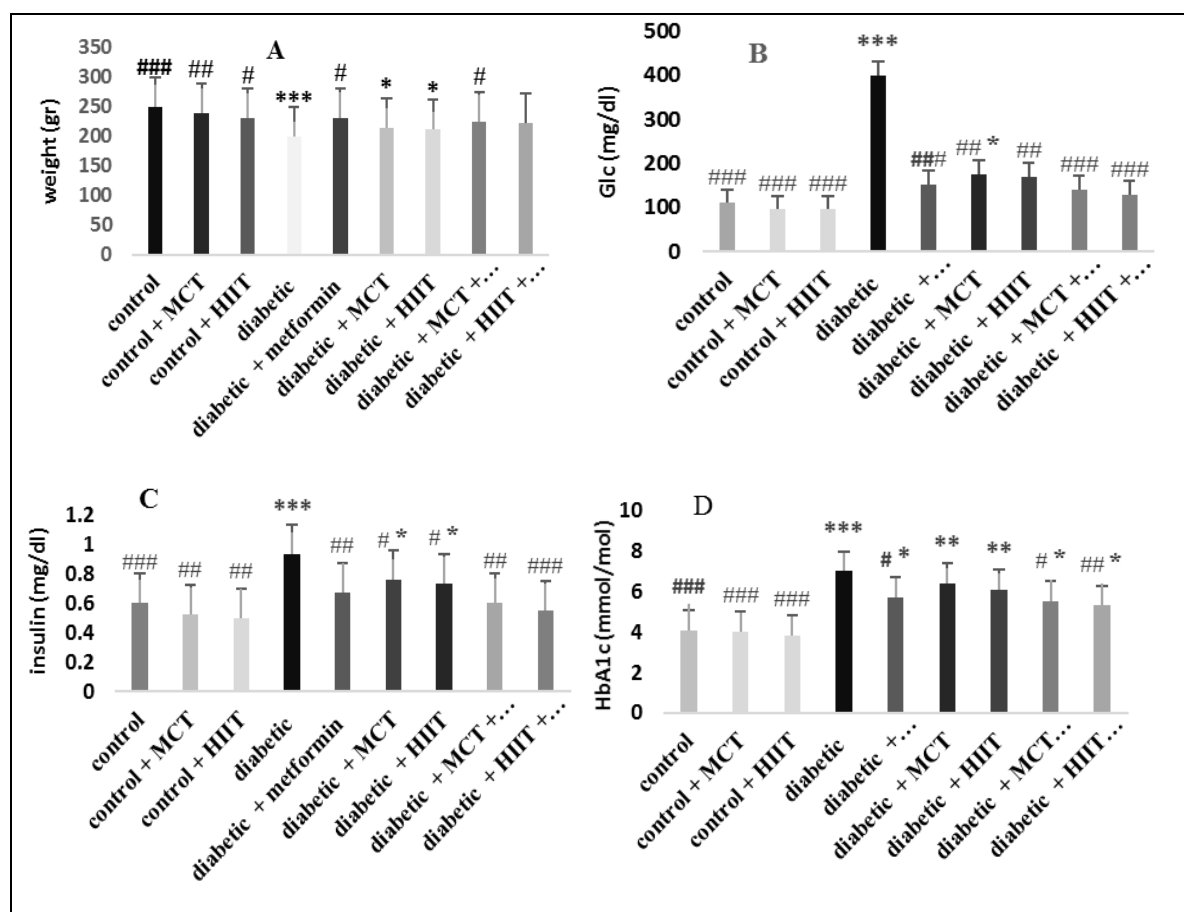 A
weight (gr)
350
300
250
200
150
100
50
0
###
##
#
***
#
*
*
#
control
control + MCT
control + HIIT
diabetic
diabetic + metformin
diabetic + MCT
diabetic + HIIT
diabetic + MCT +...
diabetic + HIIT +...
B
Glc (mg/dl)
500
400
300
200
100
0
###
###
###
***
###
## *
##
###
###
control
control + MCT
control + HIIT
diabetic
diabetic +...
diabetic + MCT
diabetic + HIIT
diabetic + MCT +...
diabetic + HIIT +...
C
insulin (mg/dl)
1.2
1
0.8
0.6
0.4
0.2
0
###
##
##
***
##
# *
# *
##
###
control
control + MCT
control + HIIT
diabetic
diabetic + metformin
diabetic + MCT
diabetic + HIIT
diabetic + MCT +...
diabetic + HIIT +...
D
HbA1c (mmol/mol)
10
8
6
4
2
0
###
###
###
***
# *
**
**
# *
## *
control
control + MCT
control + HIIT
diabetic
diabetic +...
diabetic + MCT
diabetic + HIIT
diabetic + MCT...
diabetic + HIIT...